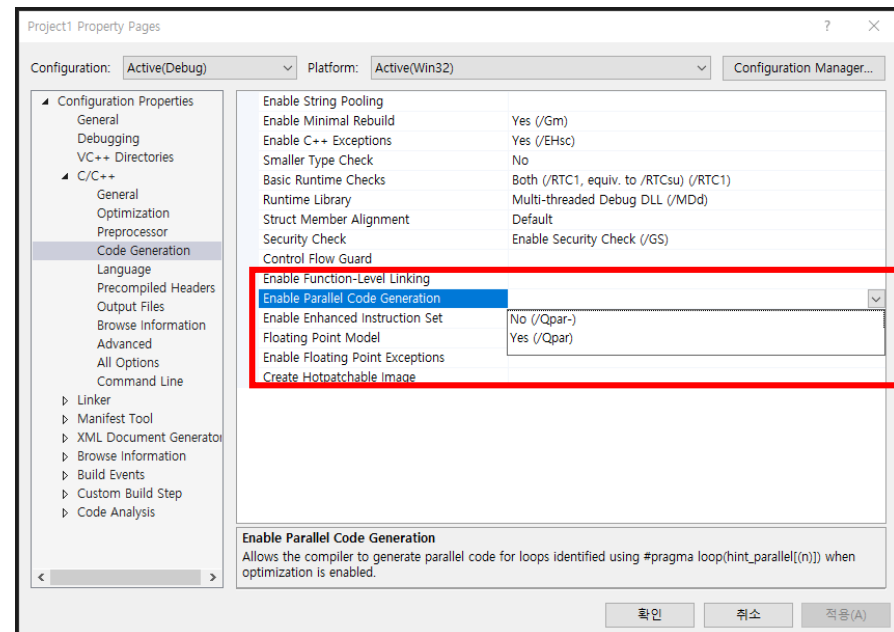 Project1 Property Pages
Configuration: Active(Debug) Platform: Active(Win32) Configuration Manager...
Configuration Properties
General
Debugging
VC++ Directories
C/C++
General
Optimization
Preprocessor
Code Generation
Language
Precompiled Headers
Output Files
Browse Information
Advanced
All Options
Command Line
Linker
Manifest Tool
XML Document Generator
Browse Information
Build Events
Custom Build Step
Code Analysis
Enable String Pooling
Enable Minimal Rebuild Yes (/Gm)
Enable C++ Exceptions Yes (/EHsc)
Smaller Type Check No
Basic Runtime Checks Both (/RTC1, equiv. to /RTCsu) (/RTC1)
Runtime Library Multi-threaded Debug DLL (/MDd)
Struct Member Alignment Default
Security Check Enable Security Check (/GS)
Control Flow Guard
Enable Function-Level Linking
Enable Parallel Code Generation
Enable Enhanced Instruction Set No (/Qpar-)
Floating Point Model Yes (/Qpar)
Enable Floating Point Exceptions
Create Hotpatchable Image
Enable Parallel Code Generation
Allows the compiler to generate parallel code for loops identified using #pragma loop(hint_parallel[(n)]) when
optimization is enabled.
확인 취소 적용(A)